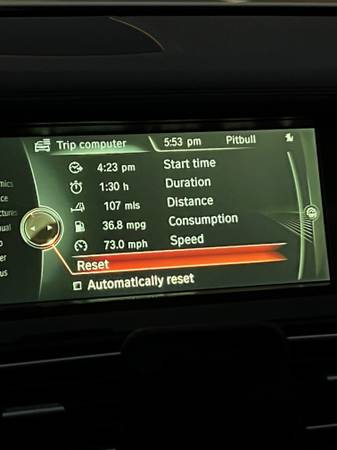 Trip computer 5:53 pm Pitbull
4:23 pm Start time
1:30 h Duration
107 mls Distance
36.8 mpg Consumption
73.0 mph Speed
Reset
Automatically reset